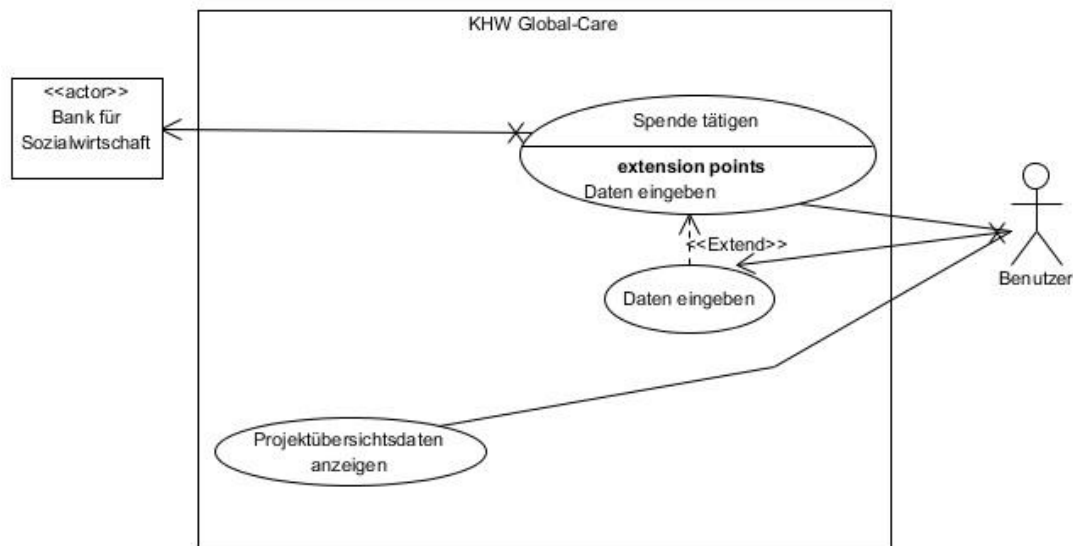 KHW Global-Care
<<actor>>
Bank für
Sozialwirtschaft
Spende tätigen
extension points
Daten eingeben
<<Extend>>
Daten eingeben
Benutzer
Projektübersichtsdaten
anzeigen